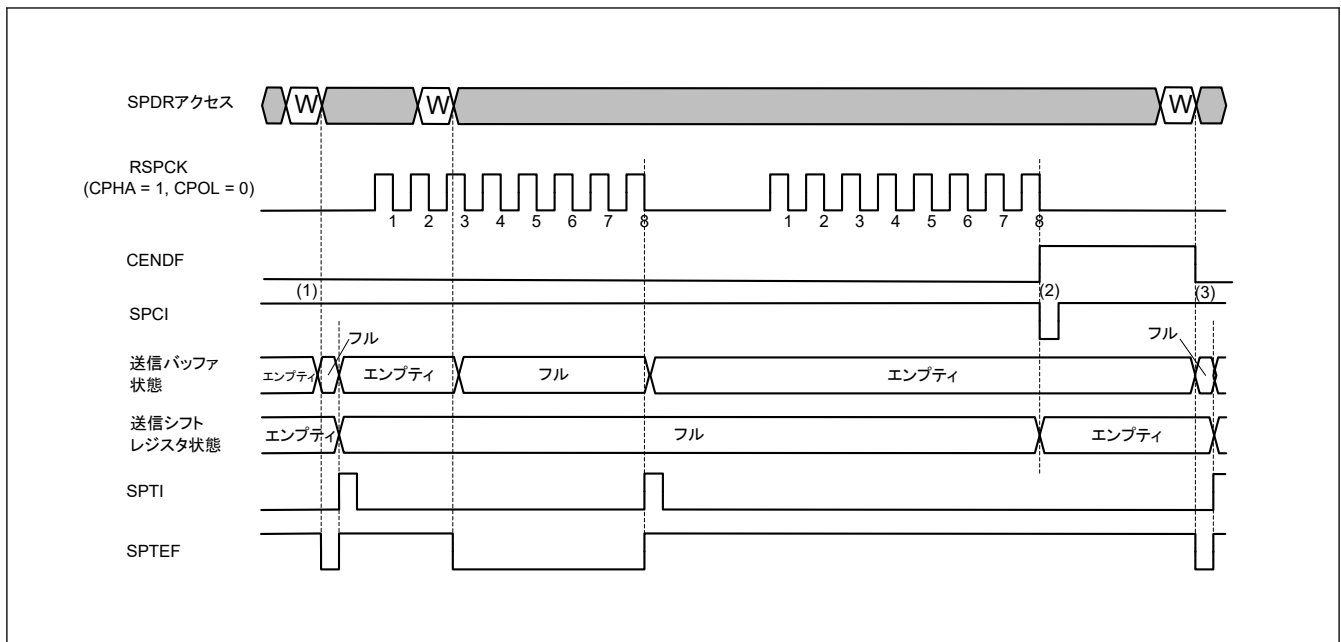 SPDRアクセス
W W W
RSPCK
(CPHA = 1, CPOL = 0)
1 2 3 4 5 6 7 8 1 2 3 4 5 6 7 8
CENDF
(1) (2) (3)
SPCI
フル フル
送信バッファ
状態
エンプティ エンプティ フル エンプティ
送信シフト
レジスタ状態
エンプティ フル エンプティ
SPTI
SPTEF